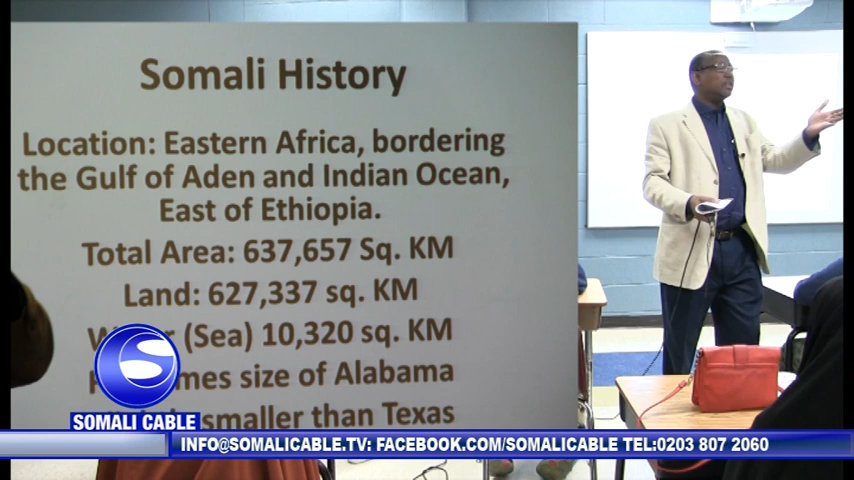 Somali History
Location: Eastern Africa, bordering
the Gulf of Aden and Indian Ocean,
East of Ethiopia.
Total Area: 637,657 Sq. KM
Land: 627,337 sq. KM
(Sea) 10,320 sq. KM
size of Alabama
smaller than Texas
S
SOMALI CABLE
INFO@SOMALICABLE.TV: FACEBOOK.COM/SOMALICABLE TEL:0203 807 2060